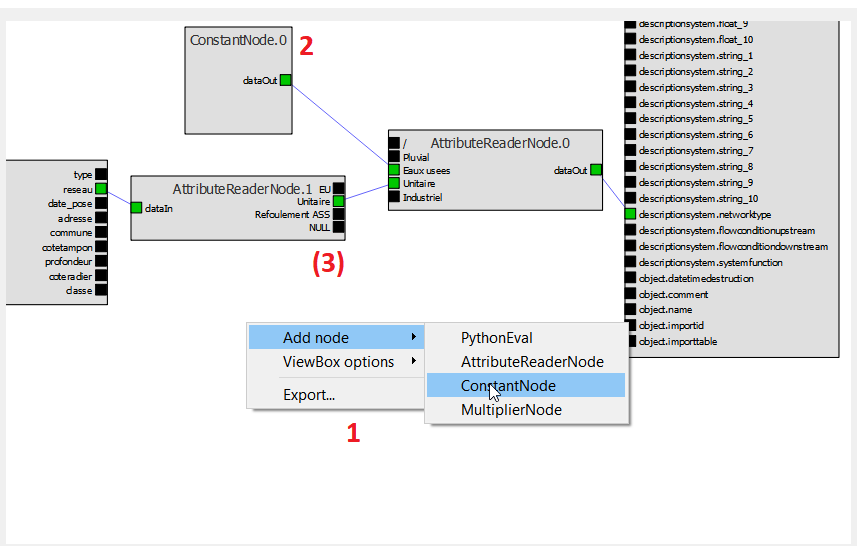 ConstantNode.0
2
dataOut
type
reseau
date_pose
adresse
commune
cotetampon
profondeur
coteradier
classe
AttributeReaderNode.1
dataIn
EU
Unitaire
Refoulement ASS
NULL
(3)
/
AttributeReaderNode.0
Pluvial
Eaux usees
Unitaire
Industriel
dataOut
descriptionsystem.float_9
descriptionsystem.float_10
descriptionsystem.string_1
descriptionsystem.string_2
descriptionsystem.string_3
descriptionsystem.string_4
descriptionsystem.string_5
descriptionsystem.string_6
descriptionsystem.string_7
descriptionsystem.string_8
descriptionsystem.string_9
descriptionsystem.string_10
descriptionsystem.networktype
descriptionsystem.flowconditionupstream
descriptionsystem.flowconditiondownstream
descriptionsystem.systemfunction
object.datetimedestruction
object.comment
object.name
object.importid
object.importtable
Add node
ViewBox options
Export...
PythonEval
AttributeReaderNode
ConstantNode
MultiplierNode
1